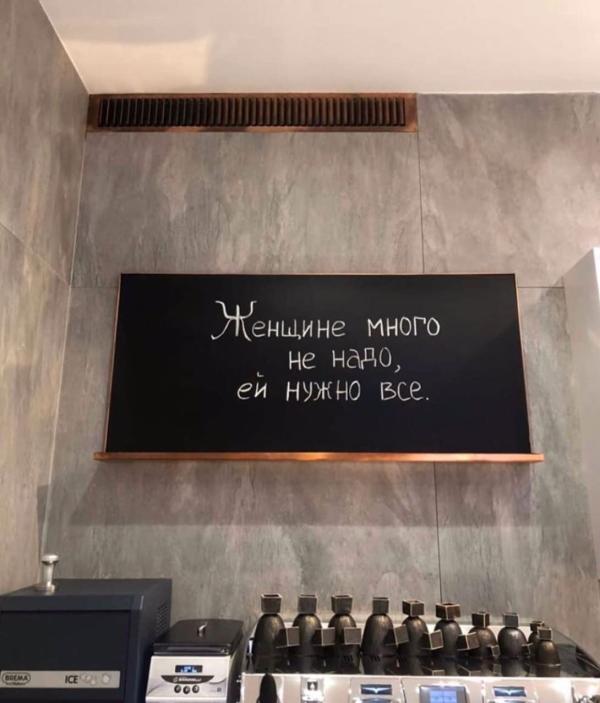 Женщине много
не надо,
ей нужно все.
BREMA
ICE